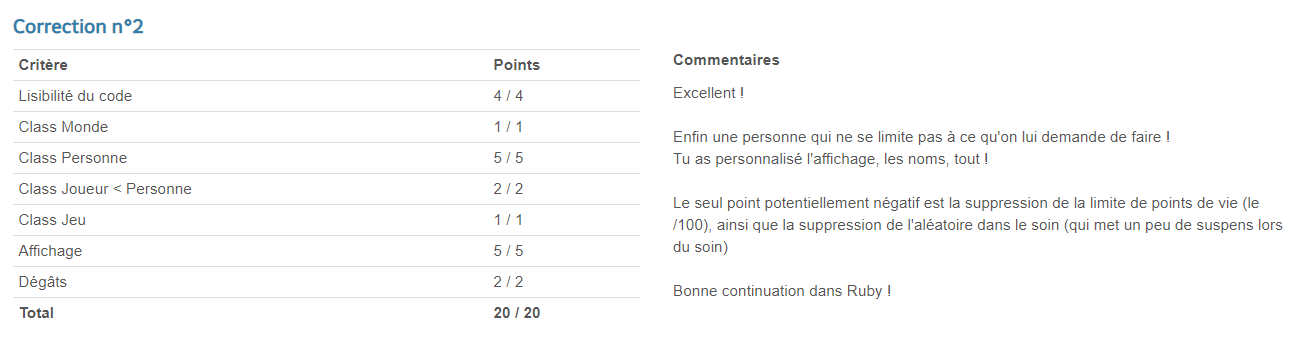 Correction n°2
Critère Points
Lisibilité du code 4 / 4
Class Monde 1 / 1
Class Personne 5 / 5
Class Joueur < Personne 2 / 2
Class Jeu 1 / 1
Affichage 5 / 5
Dégâts 2 / 2
Total 20 / 20
Commentaires
Excellent !
Enfin une personne qui ne se limite pas à ce qu'on lui demande de faire !
Tu as personnalisé l'affichage, les noms, tout !
Le seul point potentiellement négatif est la suppression de la limite de points de vie (le
/100), ainsi que la suppression de l'aléatoire dans le soin (qui met un peu de suspens lors
du soin)
Bonne continuation dans Ruby !